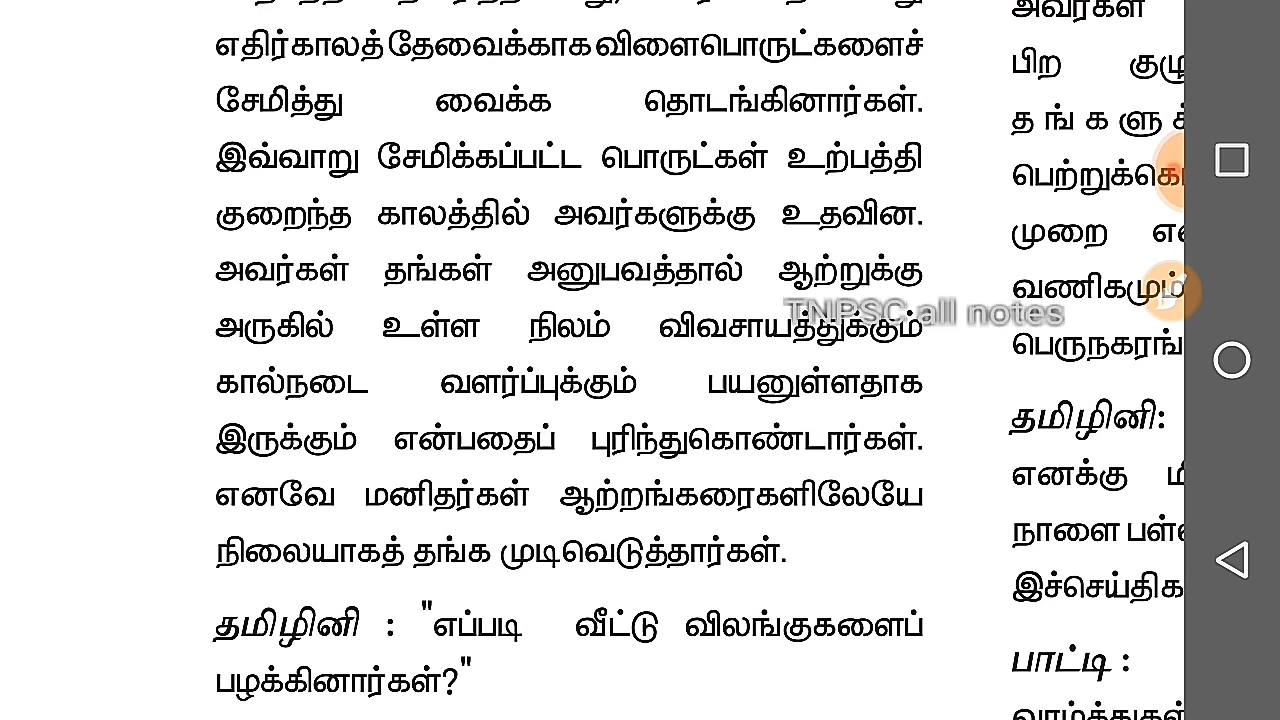 எதிர்காலத் தேவைக்காக விளைபொருட்களைச்
சேமித்து வைக்க தொடங்கினார்கள்.
இவ்வாறு சேமிக்கப்பட்ட பொருட்கள் உற்பத்தி
குறைந்த காலத்தில் அவர்களுக்கு உதவின.
அவர்கள் தங்கள் அனுபவத்தால் ஆற்றுக்கு
அருகில் உள்ள நிலம் விவசாயத்துக்கும்
கால்நடை வளர்ப்புக்கும் பயனுள்ளதாக
இருக்கும் என்பதைப் புரிந்துகொண்டார்கள்.
எனவே மனிதர்கள் ஆற்றங்கரைகளிலேயே
நிலையாகத் தங்க முடிவெடுத்தார்கள்.
தமிழினி : "எப்படி வீட்டு விலங்குகளைப்
பழக்கினார்கள்?"
அவர்கள்
பிற
முறை
வணிகமும்
தமிழினி:
எனக்கு
நாளை
பாட்டி :
TNPSC all notes